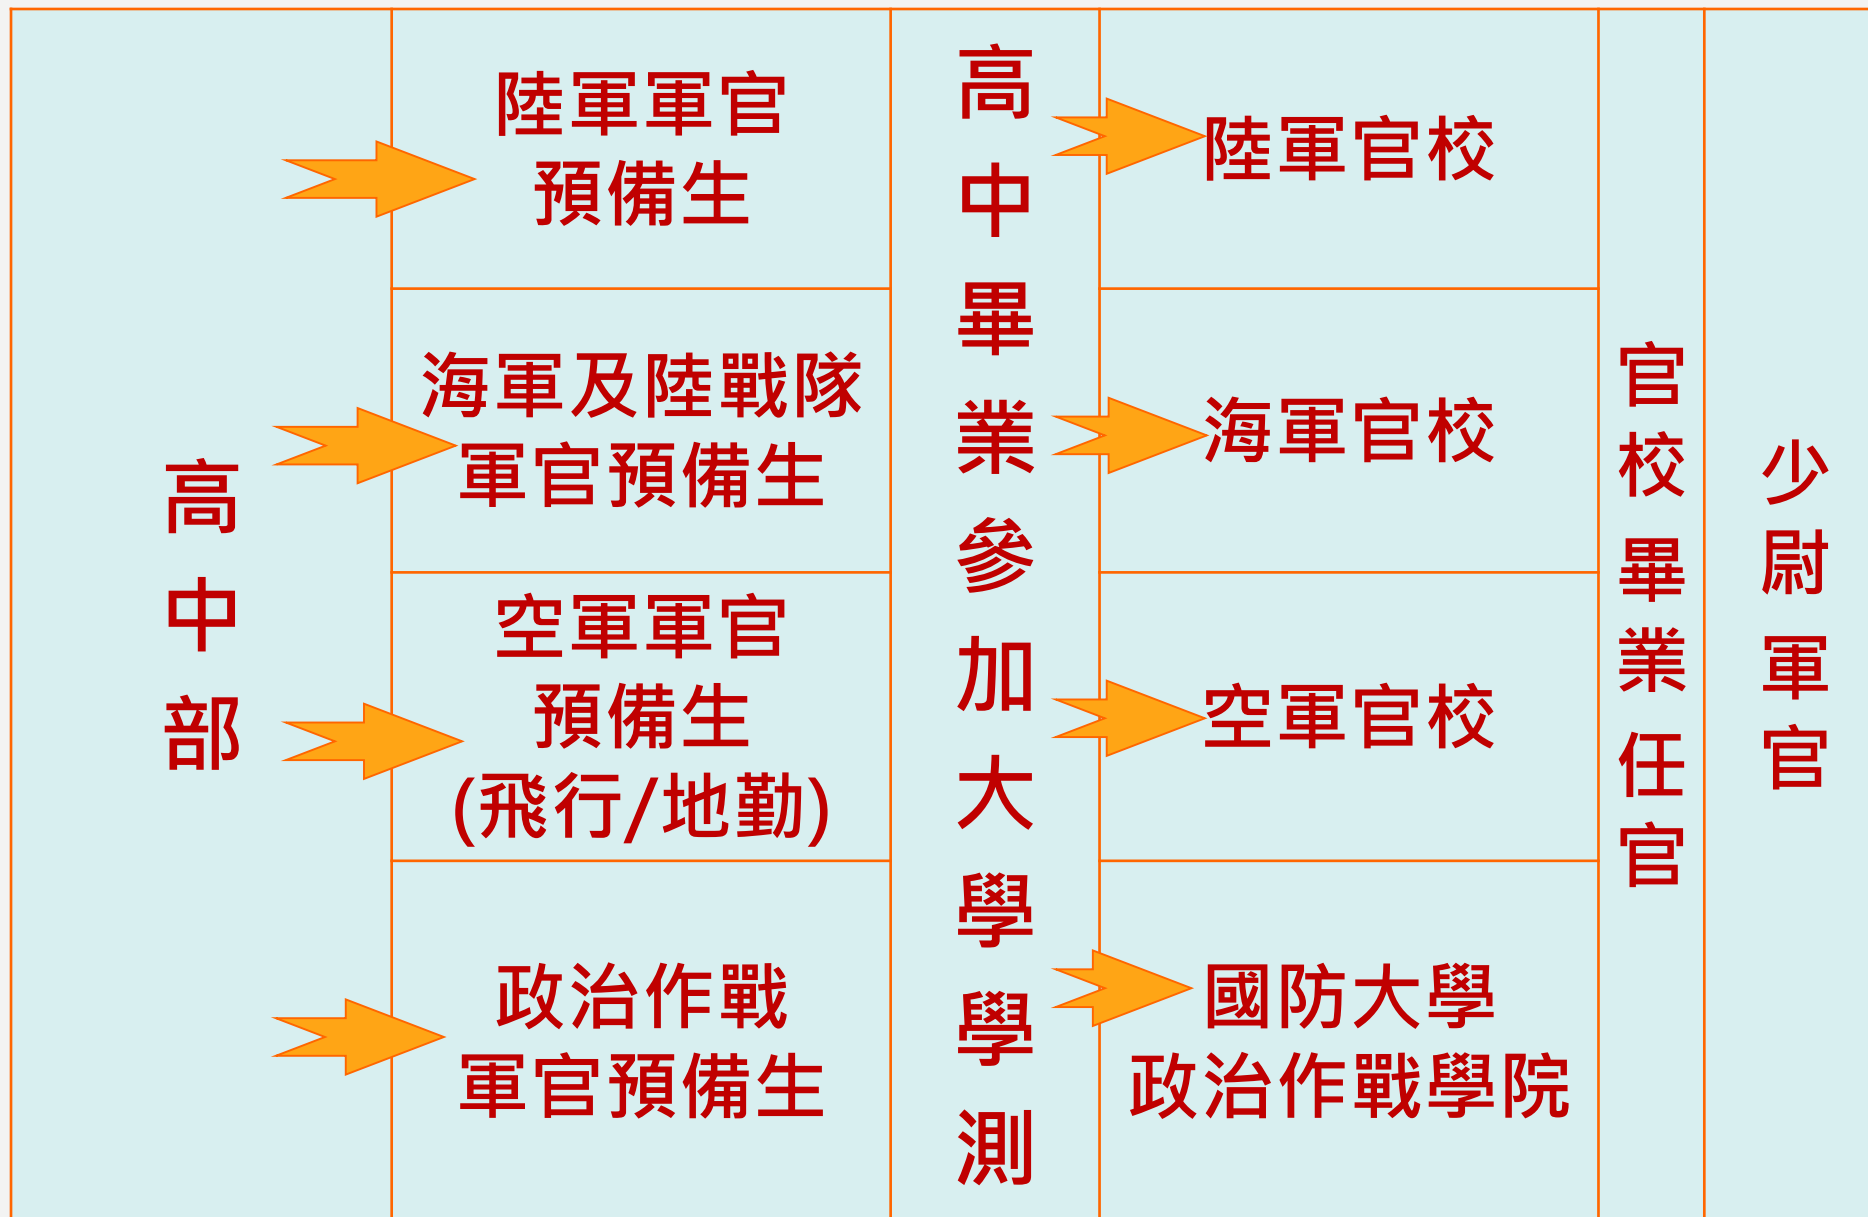 高中部
陸軍軍官
預備生
海軍及陸戰隊
軍官預備生
空軍軍官
預備生
(飛行/地勤)
政治作戰
軍官預備生
高中畢業參加大學學測
陸軍官校
海軍官校
空軍官校
國防大學
政治作戰學院
官校畢業任官
少尉軍官